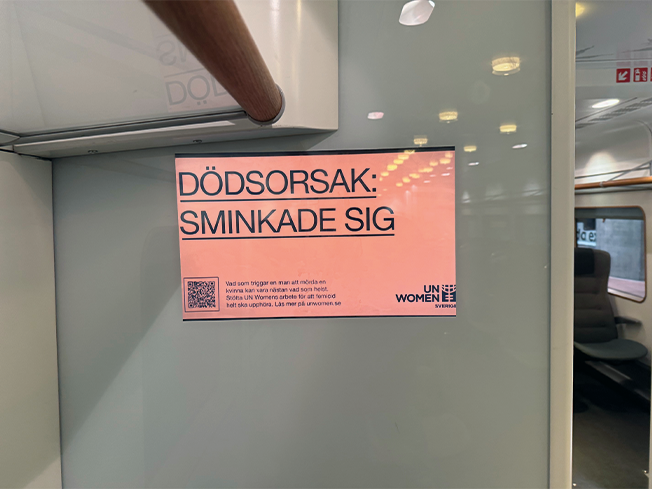 DÖDSORSAK:
SMINKADE SIG
Vad som triggar en man att mörda en
kvinna kan vara nästan vad som helst.
Stötta UN Womens arbete för att femicid
helt ska upphöra. Läs mer på unwomen.se
UN
WOMEN
SVERIGE
DÖD